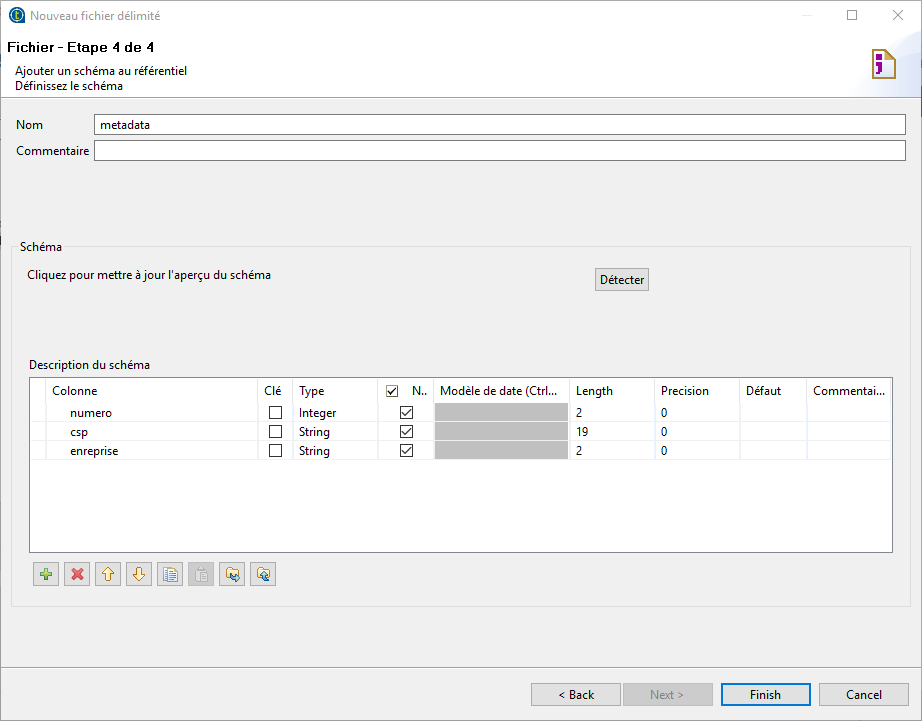 Nouveau fichier délimité
Fichier - Etape 4 de 4
Ajouter un schéma au référentiel
Définissez le schéma
Nom metadata
Commentaire
Schéma
Cliquez pour mettre à jour l'aperçu du schéma Détecter
Description du schéma
Colonne Clé Type N.. Modèle de date (Ctrl... Length Precision Défaut Commentai...
numero Integer 2 0
csp String 19 0
enreprise String 2 0
< Back Next > Finish Cancel